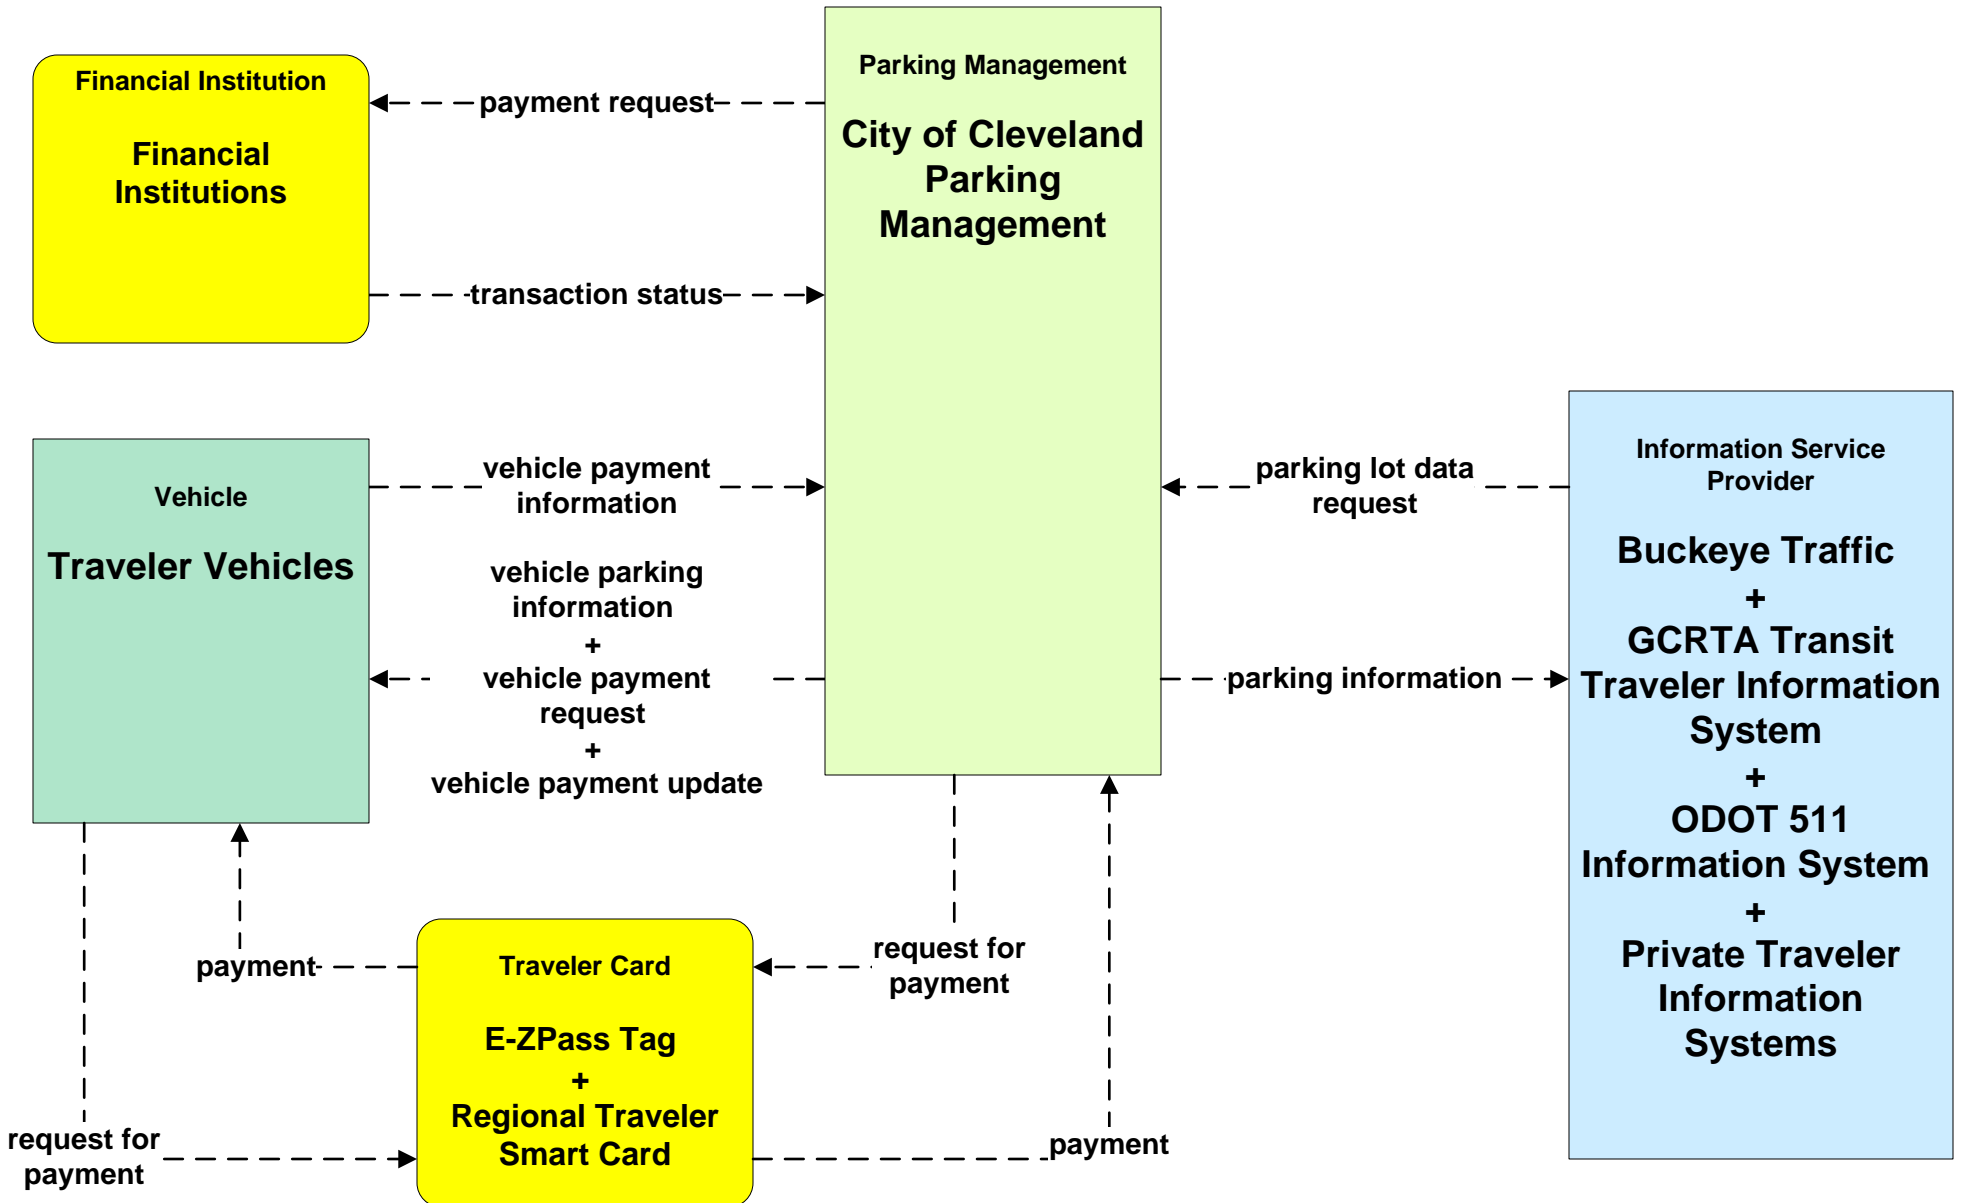 Financial Institution
Financial
Institutions
payment request
transaction status
Parking Management
City of Cleveland
Parking
Management
Vehicle
Traveler Vehicles
vehicle payment
information
vehicle parking
information
+
vehicle payment
request
+
vehicle payment update
parking lot data
request
parking information
Information Service
Provider
Buckeye Traffic
+
GCRTA Transit
Traveler Information
System
+
ODOT 511
Information System
+
Private Traveler
Information
Systems
payment
Traveler Card
E-ZPass Tag
+
Regional Traveler
Smart Card
request for
payment
request for
payment
payment